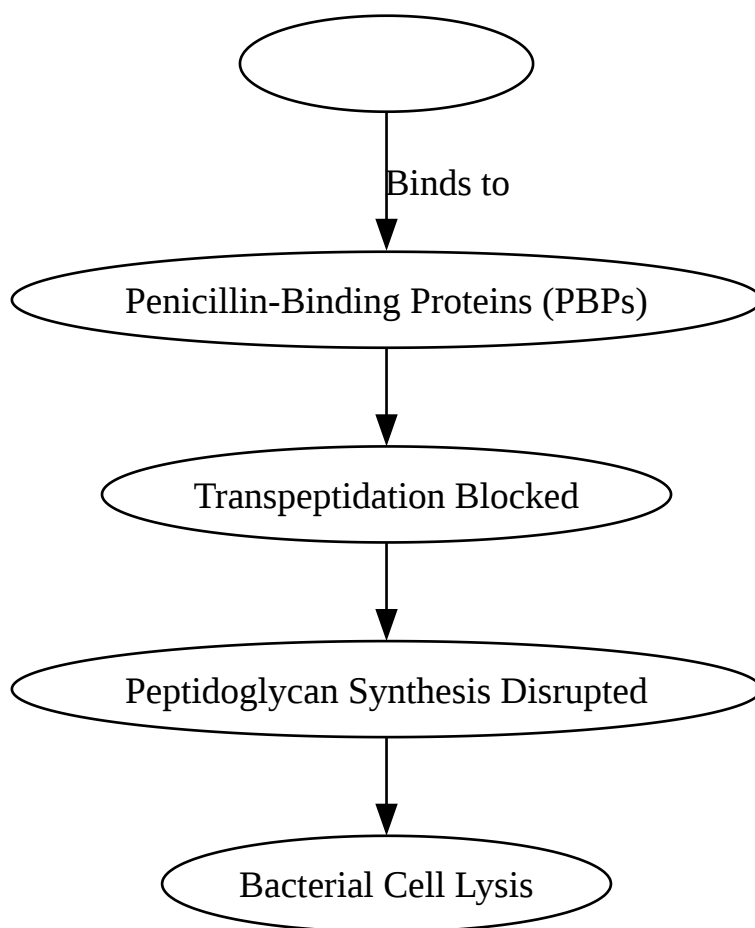 Binds to
Penicillin-Binding Proteins (PBPs)
Transpeptidation Blocked
Peptidoglycan Synthesis Disrupted
Bacterial Cell Lysis